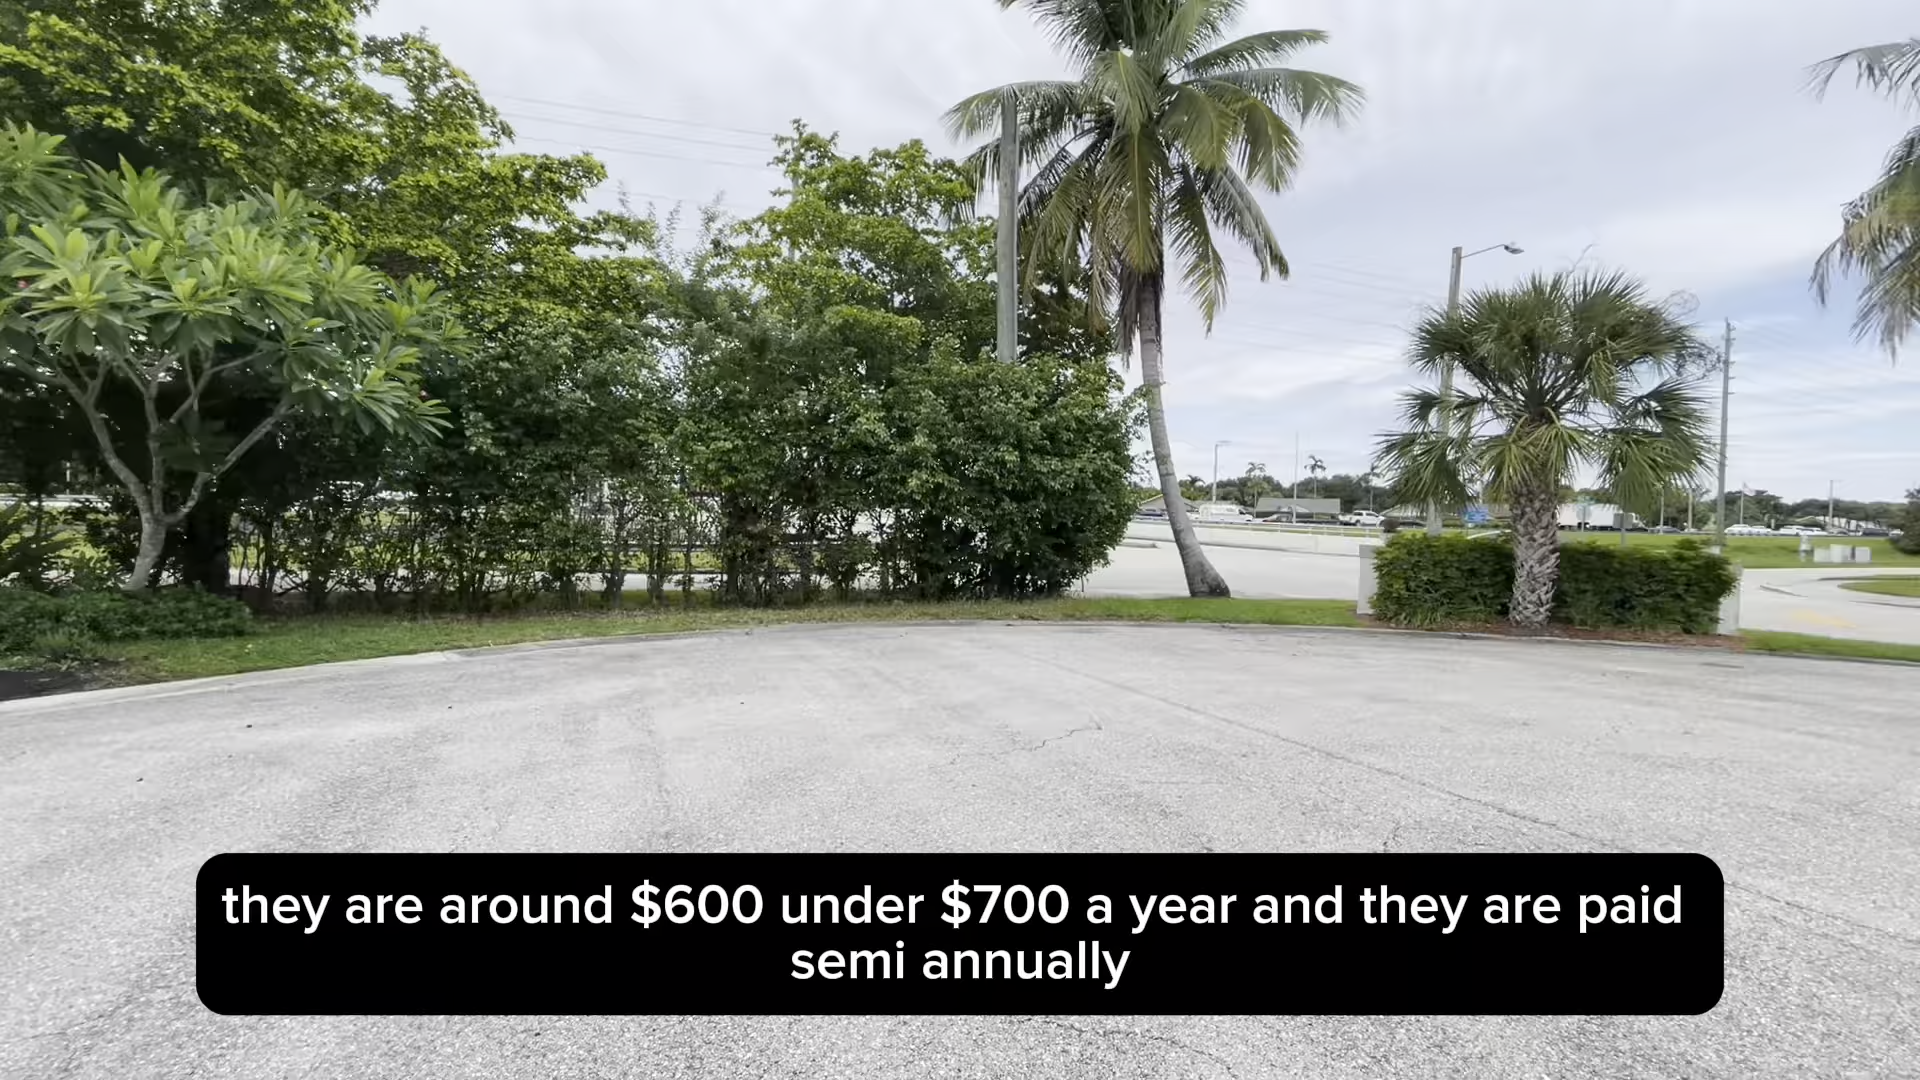 they are around $600 under $700 a year and they are paid
semi annually